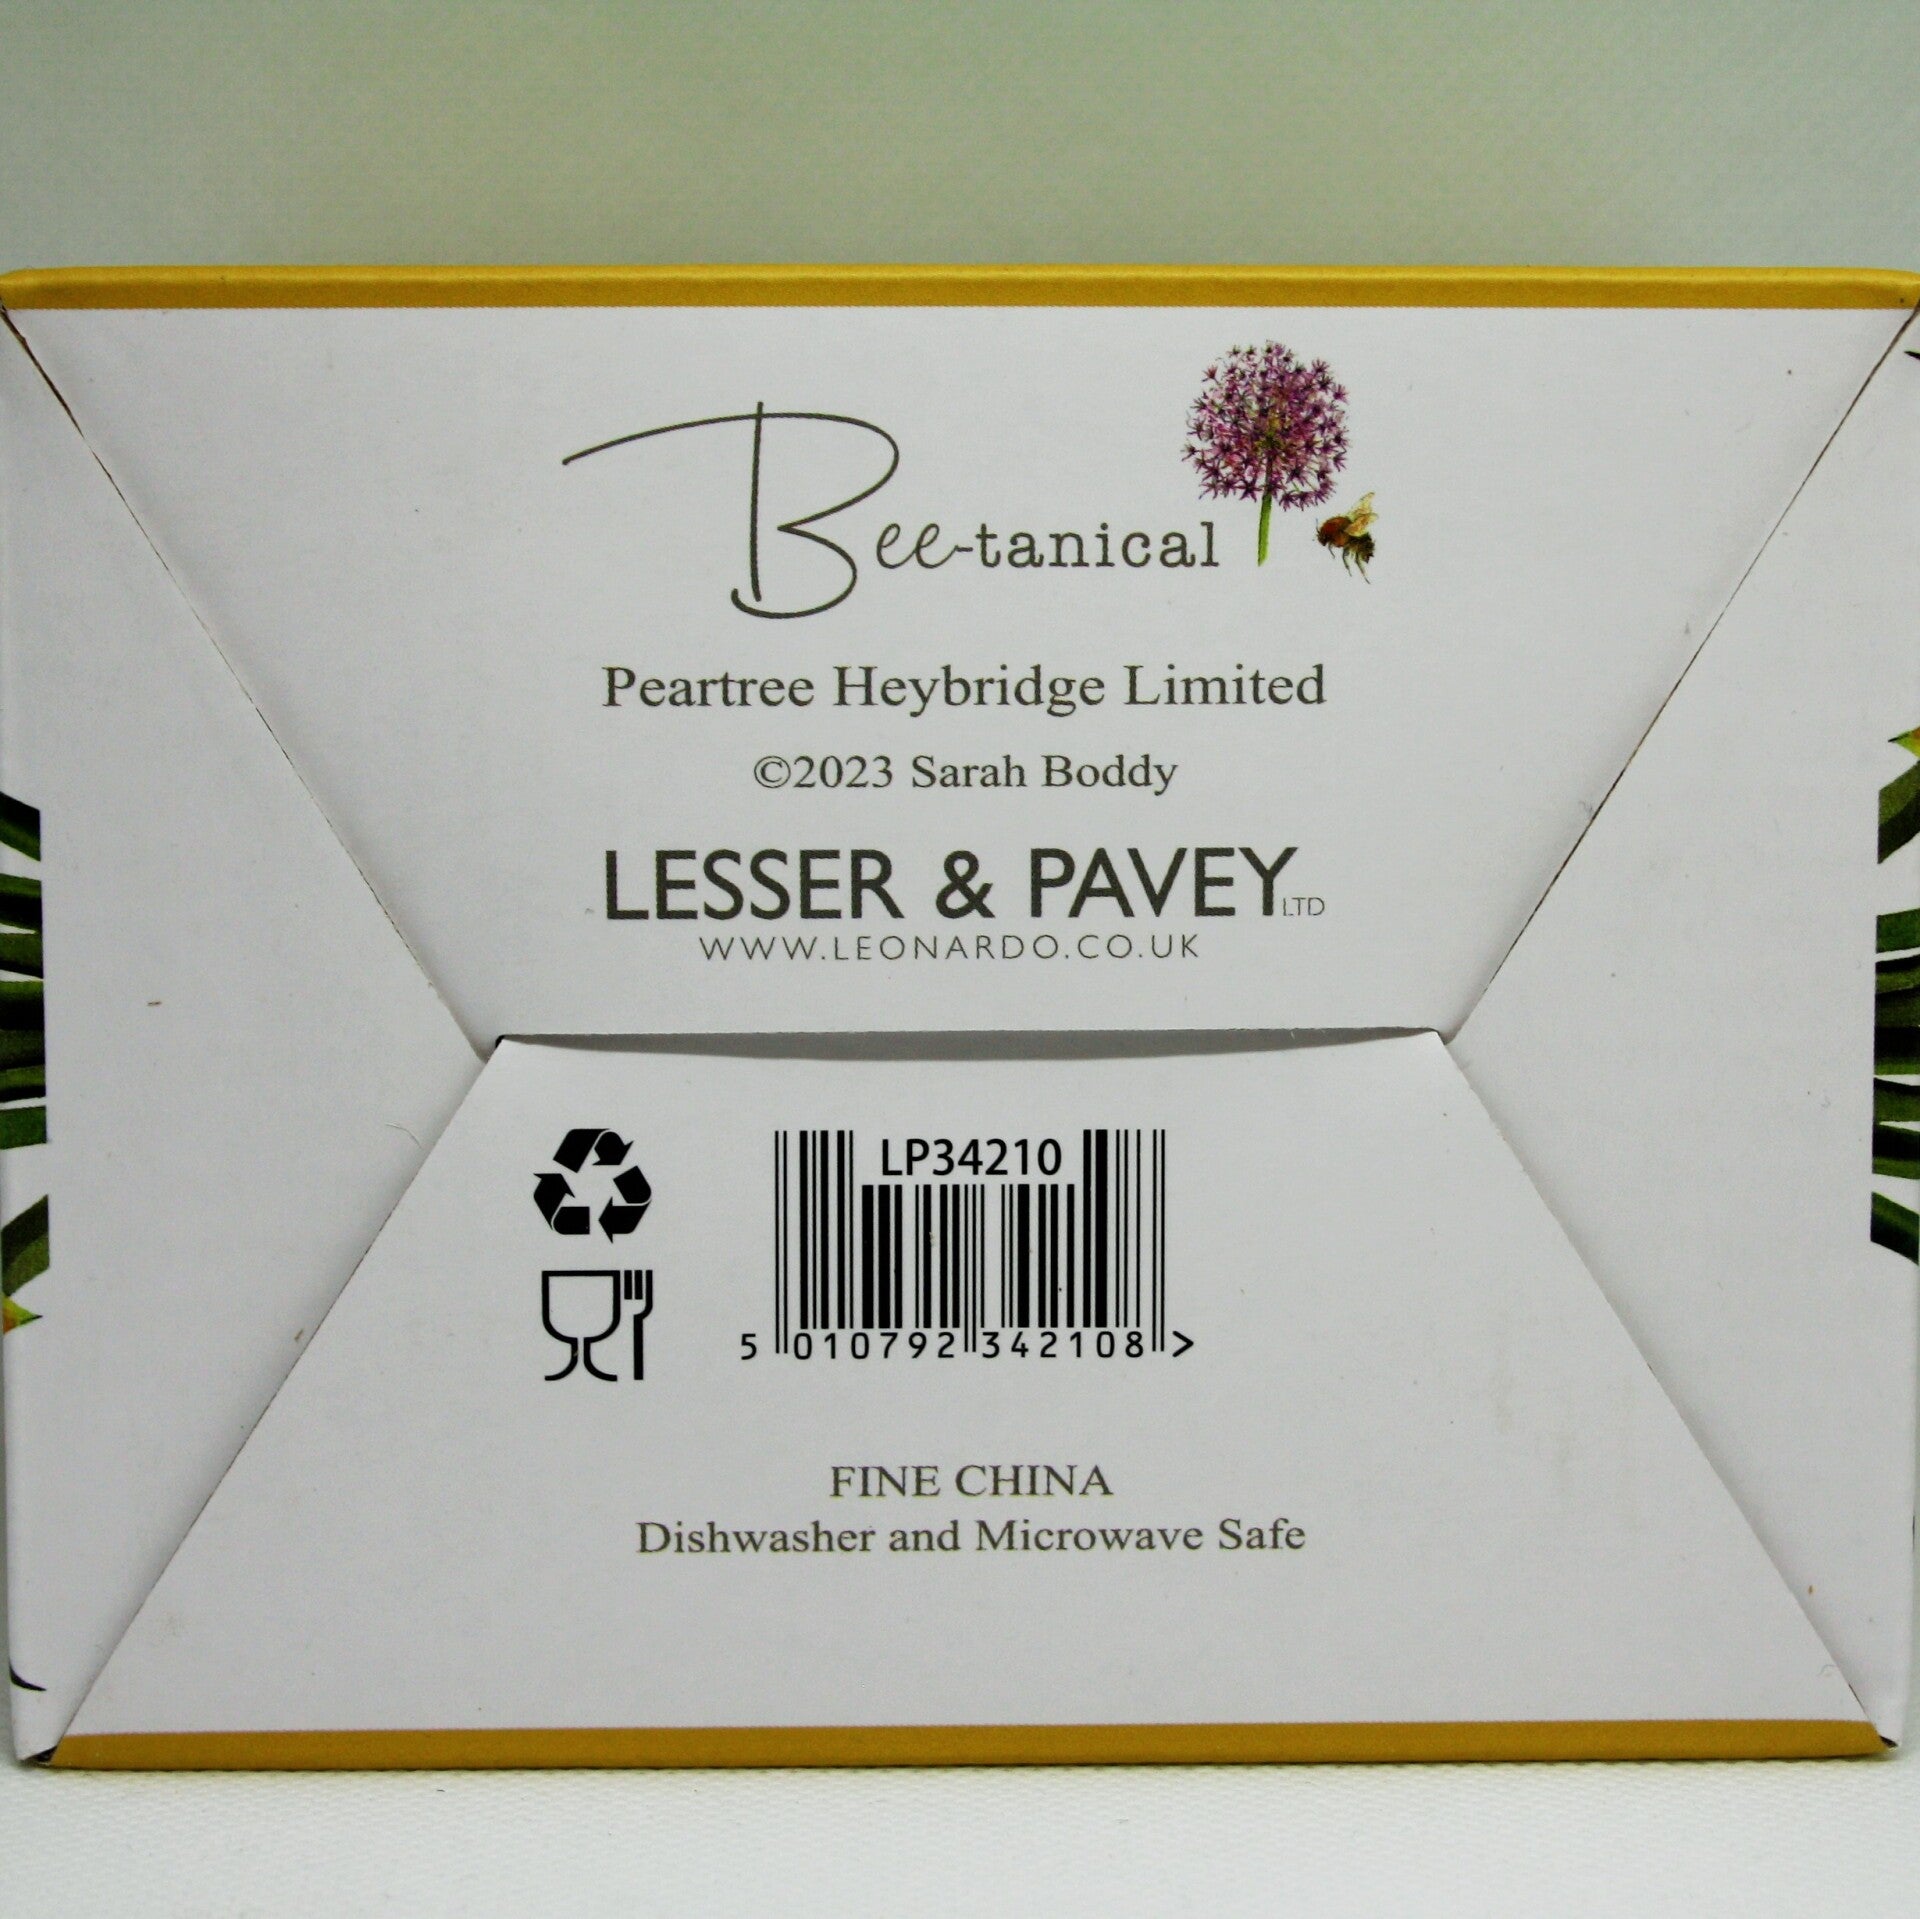 Bee-tanical
Peartree Heybridge Limited
©2023 Sarah Boddy
LESSER & PAVEY LTD
WWW.LEONARDO.CO.UK
LP34210
5 010792 342108 >
FINE CHINA
Dishwasher and Microwave Safe